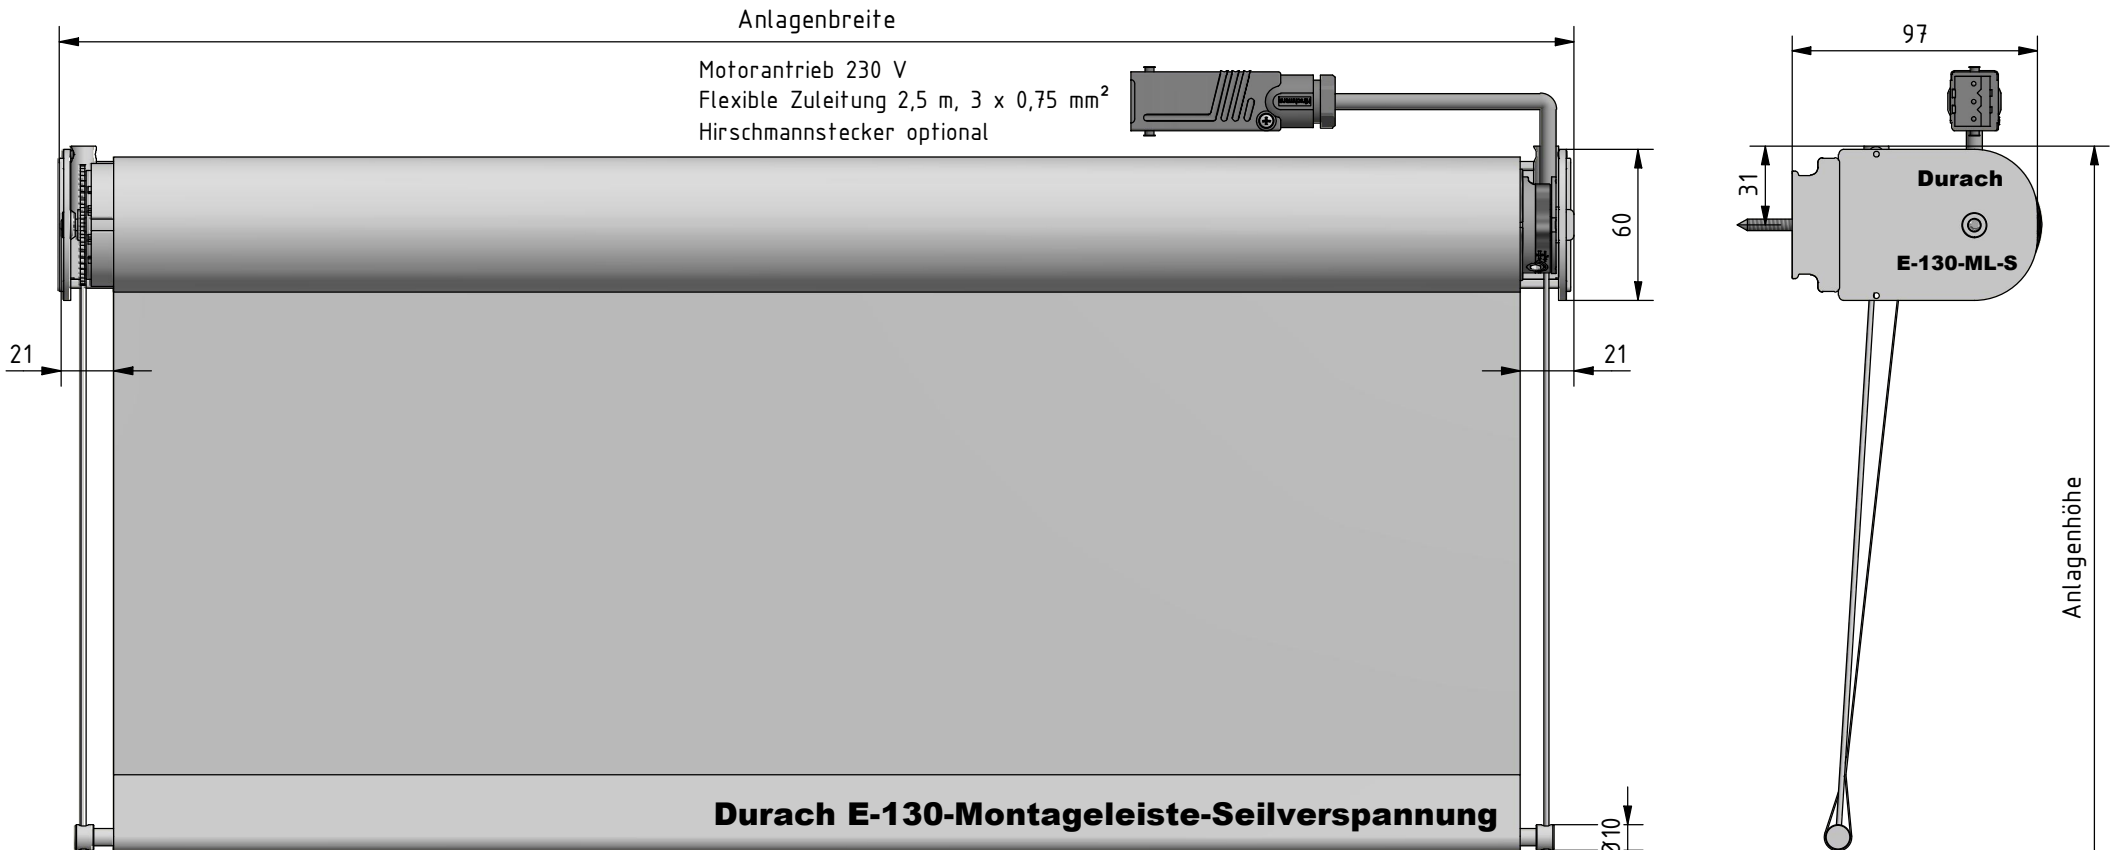 Anlagenbreite
97
Motorantrieb 230 V
Flexible Zuleitung 2,5 m, 3 x 0,75 mm²
Hirschmannstecker optional
31
Durach
E-130-ML-S
60
21
21
Anlagenhöhe
Durach E-130-Montageleiste-Seilverspannung
Ø10